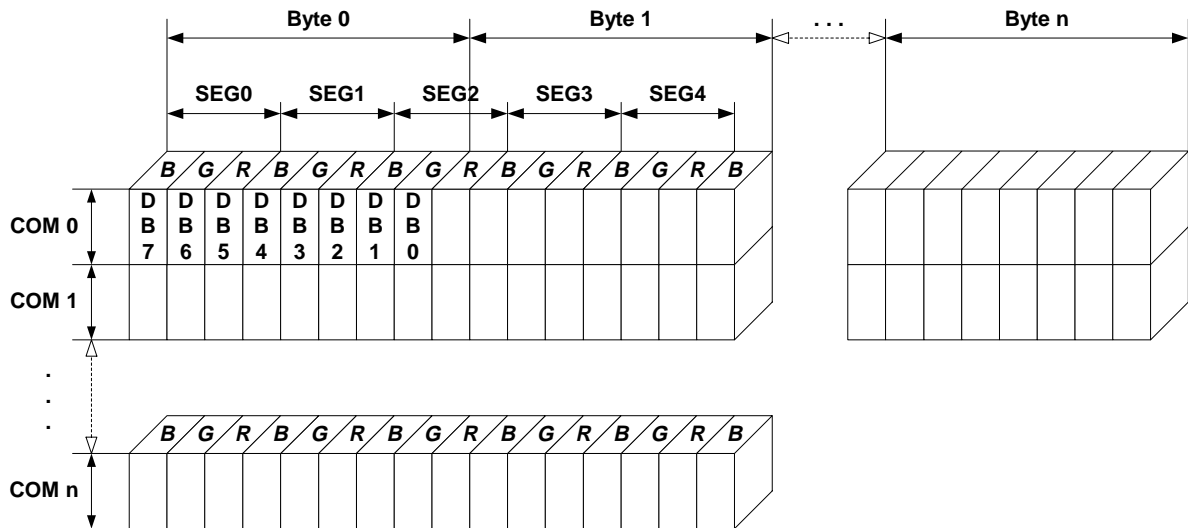 Byte 0 Byte 1 . . . Byte n
SEG0 SEG1 SEG2 SEG3 SEG4
B G R B G R B G R B G R B G R B
COM 0
D D D D D D D D
B B B B B B B B
7 6 5 4 3 2 1 0
COM 1
.
.
.
B G R B G R B G R B G R B G R B
COM n